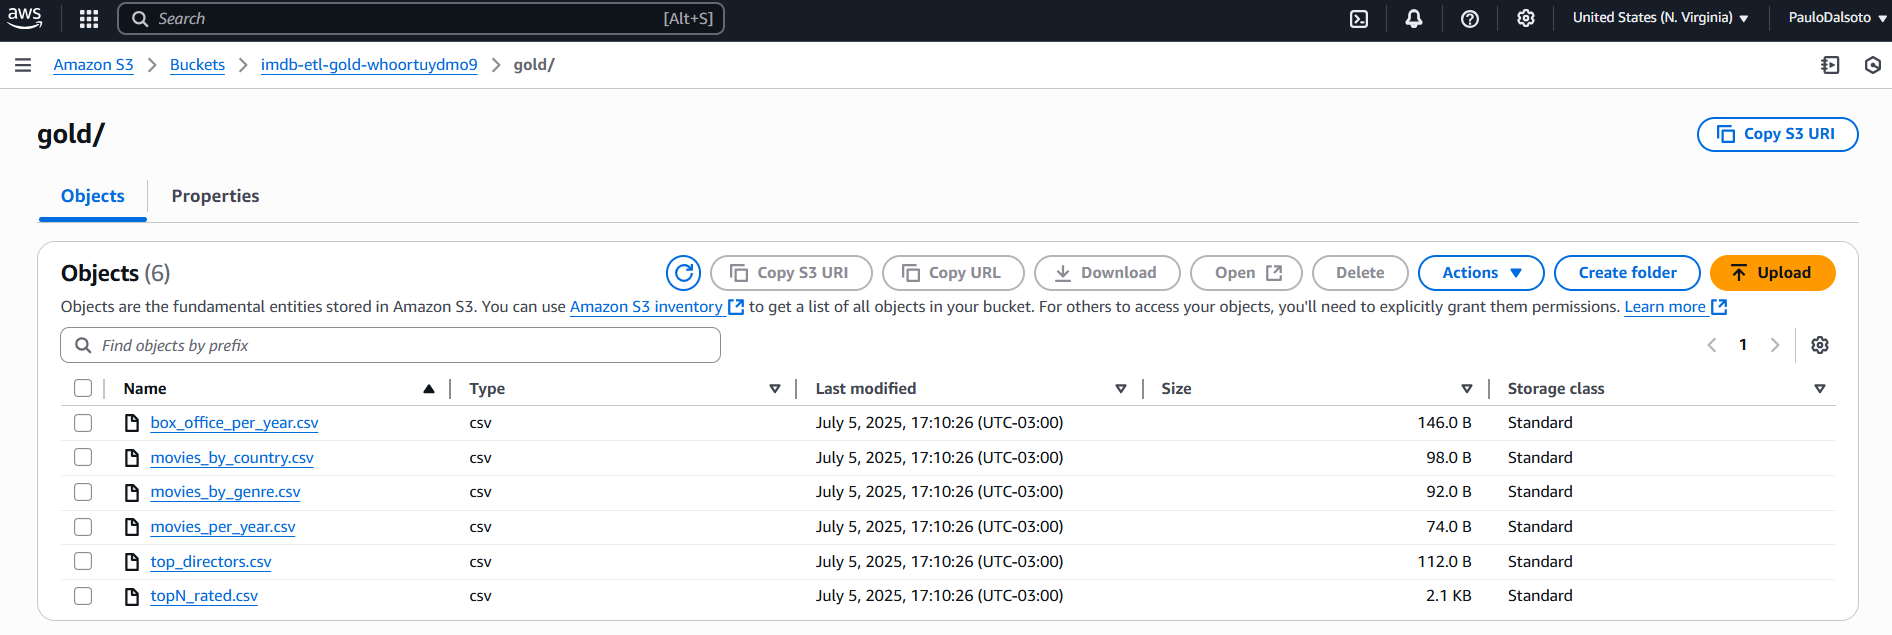 aws Search [Alt+S] United States (N. Virginia) PauloDalsoto
Amazon S3 Buckets imdb-etl-gold-whoortuydmo9 gold/
gold/
Copy S3 URI
Objects Properties
Objects (6) Copy S3 URI Copy URL Download Open Delete Actions Create folder Upload
Objects are the fundamental entities stored in Amazon S3. You can use Amazon S3 inventory to get a list of all objects in your bucket. For others to access your objects, you'll need to explicitly grant them permissions. Learn more
Find objects by prefix 1
Name Type Last modified Size Storage class
box_office_per_year.csv csv July 5, 2025, 17:10:26 (UTC-03:00) 146.0 B Standard
movies_by_country.csv csv July 5, 2025, 17:10:26 (UTC-03:00) 98.0 B Standard
movies_by_genre.csv csv July 5, 2025, 17:10:26 (UTC-03:00) 92.0 B Standard
movies_per_year.csv csv July 5, 2025, 17:10:26 (UTC-03:00) 74.0 B Standard
top_directors.csv csv July 5, 2025, 17:10:26 (UTC-03:00) 112.0 B Standard
topN_rated.csv csv July 5, 2025, 17:10:26 (UTC-03:00) 2.1 KB Standard